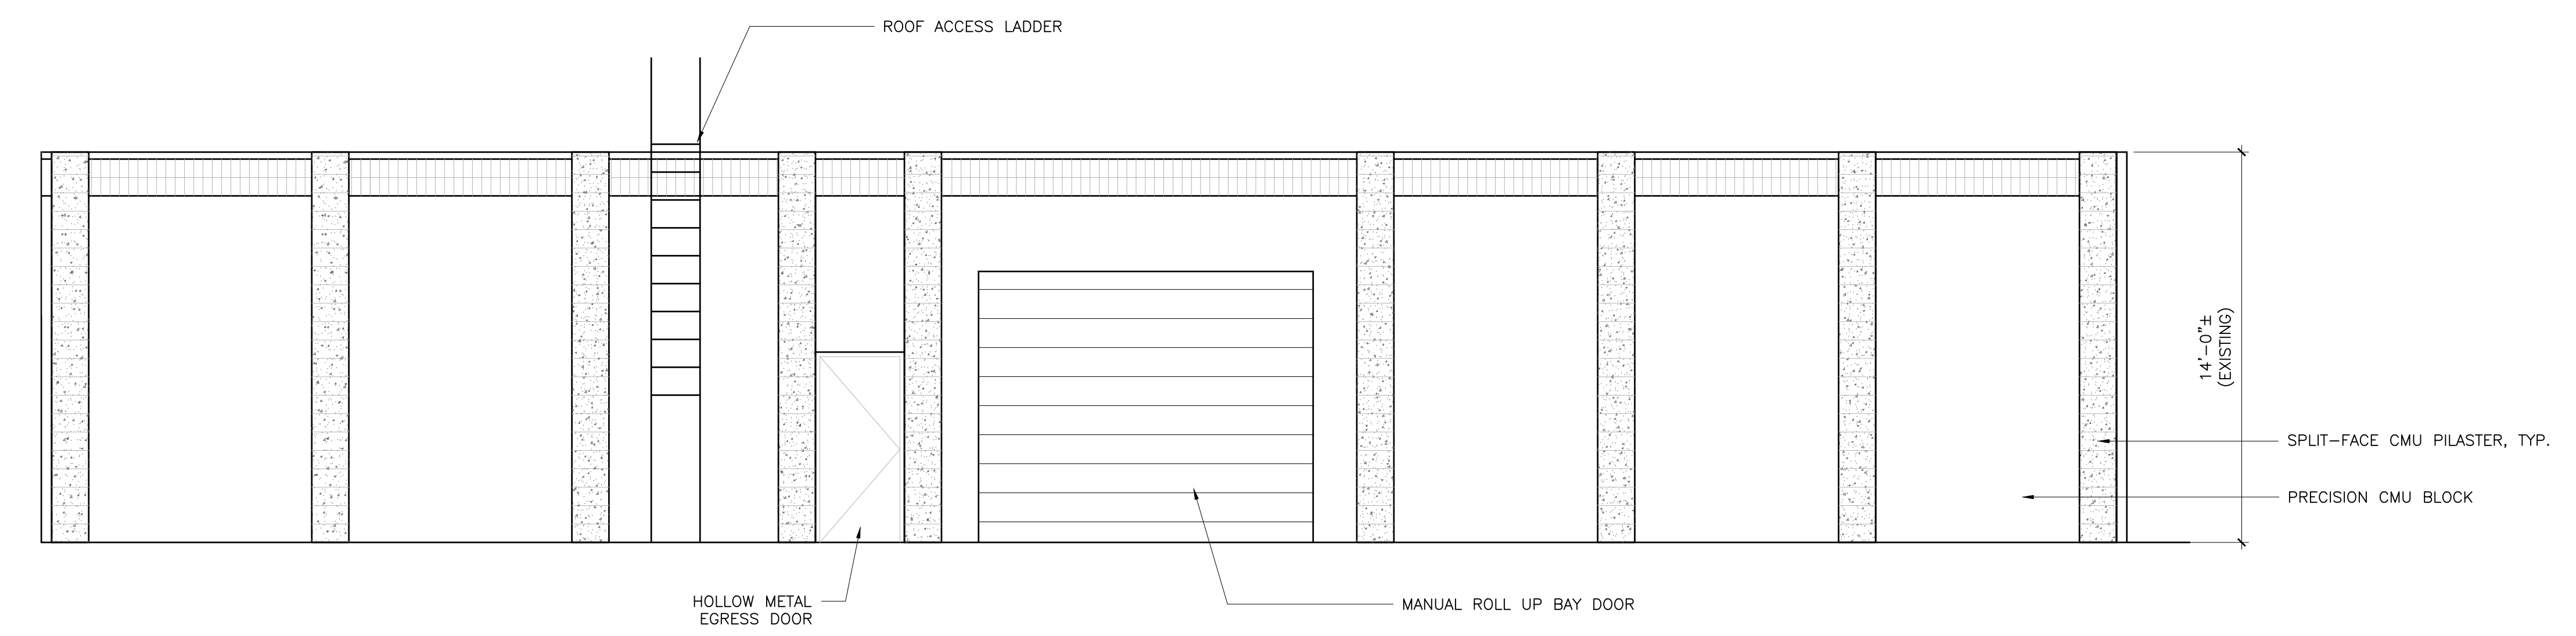 ROOF ACCESS LADDER
14'-0"±
(EXISTING)
SPLIT-FACE CMU PILASTER, TYP.
PRECISION CMU BLOCK
HOLLOW METAL
EGRESS DOOR
MANUAL ROLL UP BAY DOOR